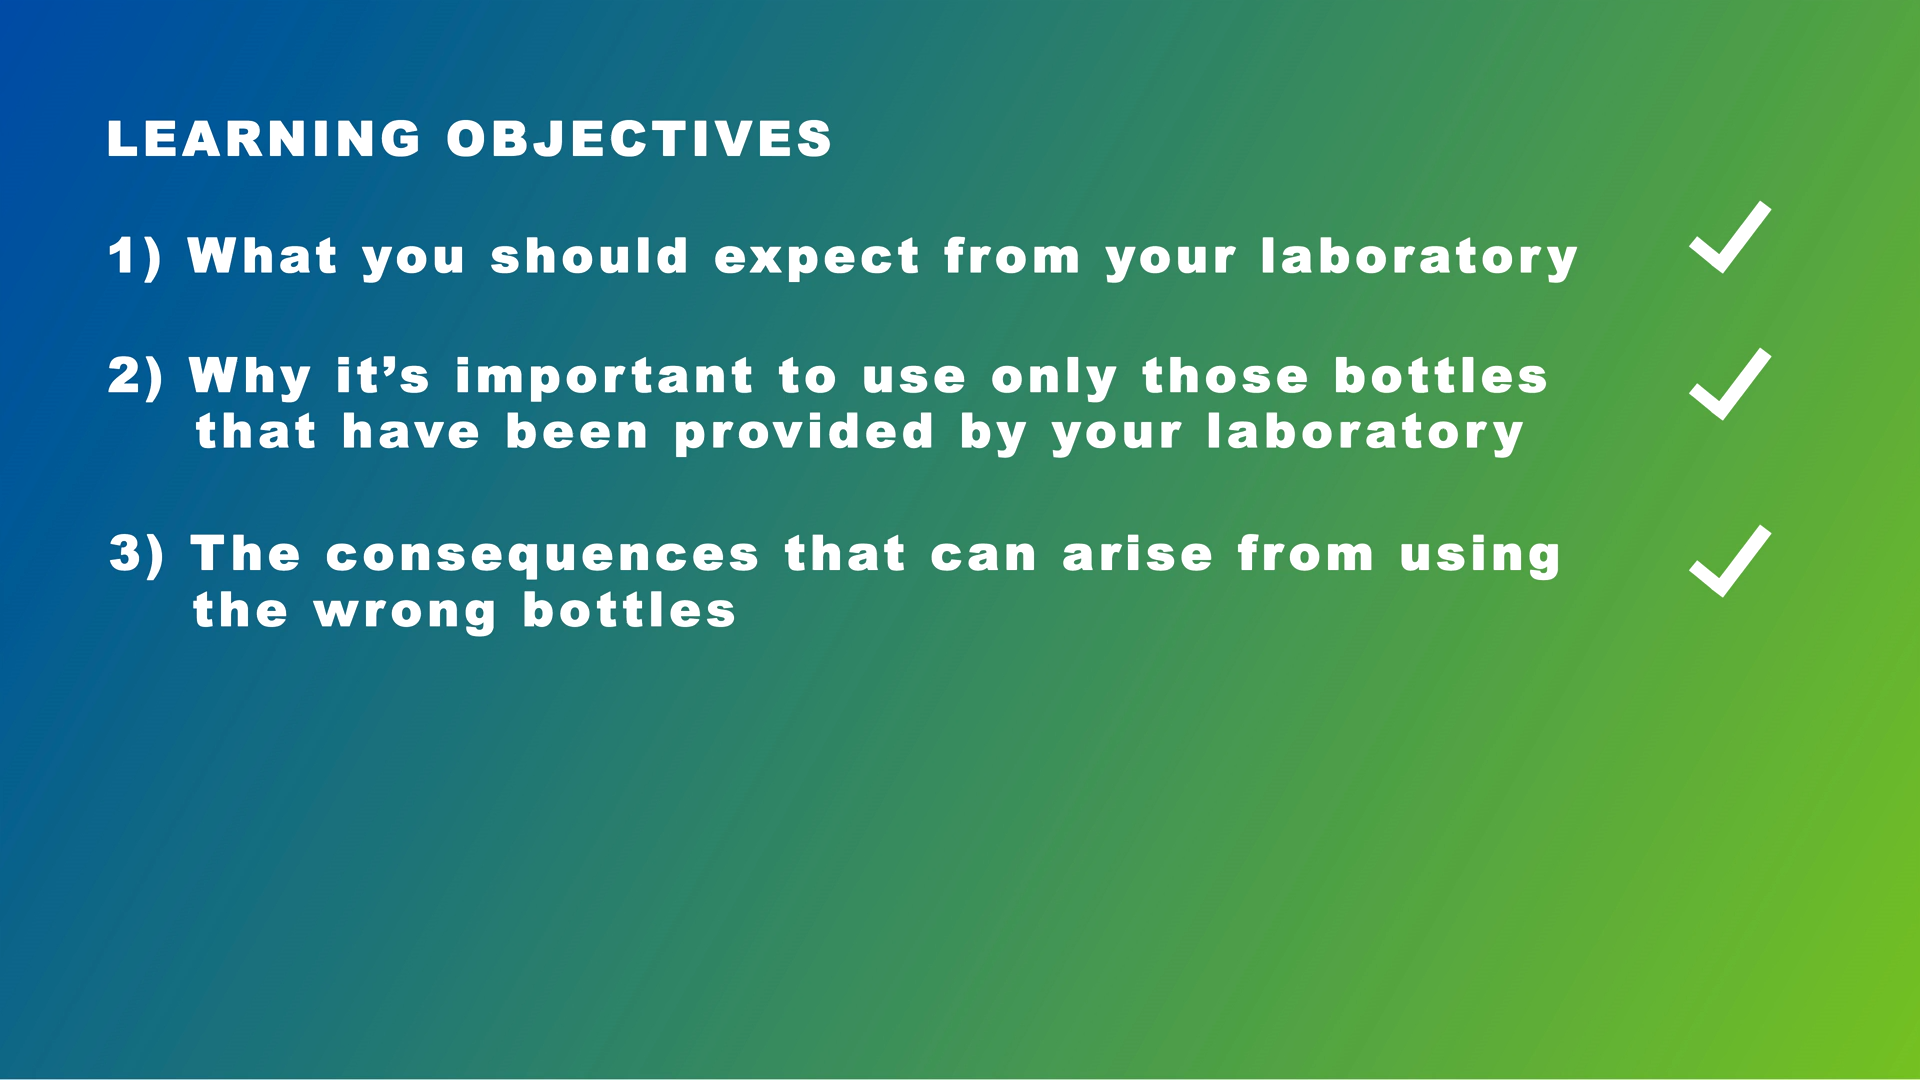 LEARNING OBJECTIVES
1) What you should expect from your laboratory
2) Why it’s important to use only those bottles
that have been provided by your laboratory
3) The consequences that can arise from using
the wrong bottles